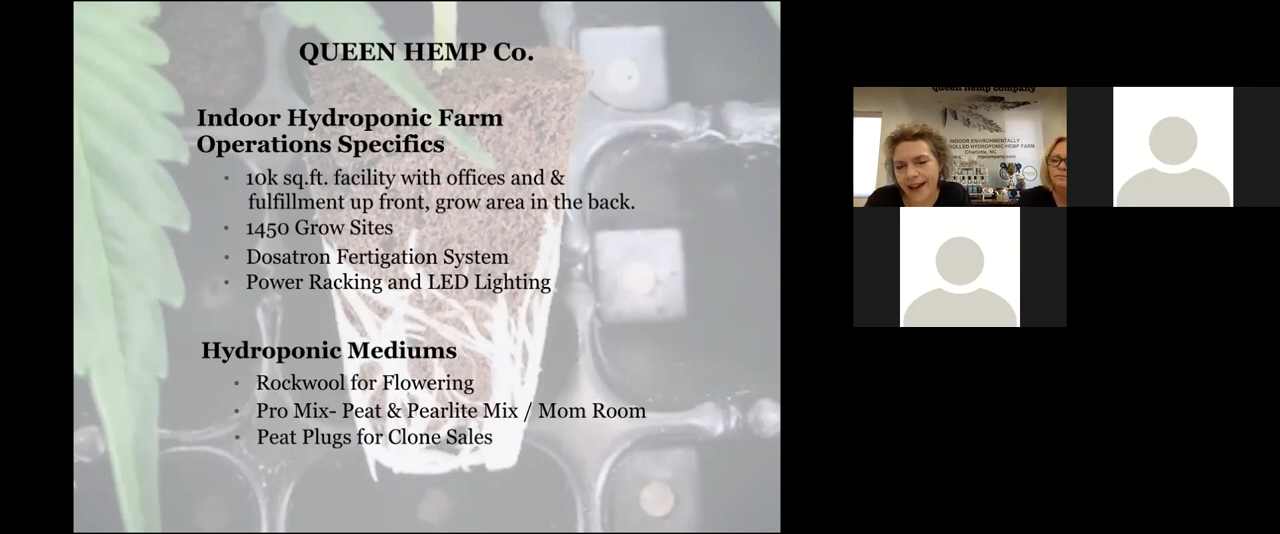 QUEEN HEMP Co.
Indoor Hydroponic Farm
Operations Specifics
• 10k sq.ft. facility with offices and &
fulfillment up front, grow area in the back.
• 1450 Grow Sites
• Dosatron Fertigation System
• Power Racking and LED Lighting
Hydroponic Mediums
• Rockwool for Flowering
• Pro Mix- Peat & Pearlite Mix / Mom Room
• Peat Plugs for Clone Sales
queen hemp company
INDOOR ENVIRONMENTALLY
HYDROPONIC HEMP FARM
Charlotte, NC